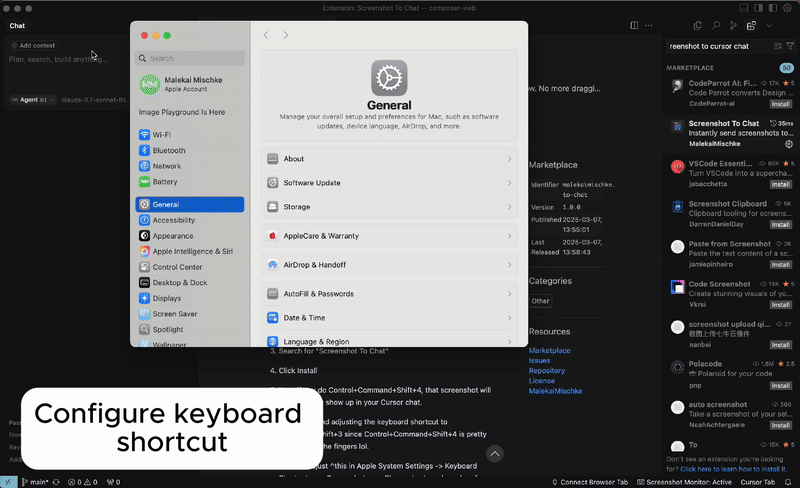 Extension: Screenshot To Chat — composer-web
Chat
Add context
Plan, search, build anything...
Agent ⌘I
claude-3.7-sonnet-thi...
Search
Malekai Mischke
Apple Account
Image Playground Is Here
Wi-Fi
Bluetooth
Network
Battery
General
Accessibility
Appearance
Apple Intelligence & Siri
Control Center
Desktop & Dock
Displays
Screen Saver
Spotlight
Wallpaper
General
Manage your overall setup and preferences for Mac, such as software
updates, device language, AirDrop, and more.
About
Software Update
Storage
AppleCare & Warranty
AirDrop & Handoff
AutoFill & Passwords
Date & Time
Language & Region
ow. No more draggi...
Marketplace
Identifier malekaimischke.
to-chat
Version 1.0.0
Published 2025-03-07,
13:55:01
Last 2025-03-07,
Released 13:58:43
Categories
Other
Resources
Marketplace
Issues
Repository
License
MalekaiMischke
3. Search for "Screenshot To Chat"
4. Click Install
do Control+Command+Shift+4, that screenshot will
show up in your Cursor chat.
nd adjusting the keyboard shortcut to
hift+3 since Control+Command+Shift+4 is pretty
the fingers lol.
just ^this in Apple System Settings -> Keyboard
Configure keyboard
shortcut
reenshot to cursor chat
MARKETPLACE 50
CodeParrot AI: Fi... 17K 5
Code Parrot converts Design ...
CodeParrot-ai Install
Screenshot To Chat 35ms
Instantly send screenshots to...
MalekaiMischke
VSCode Essenti... 85K 5
Turn VSCode into a supercha...
jabacchetta Install
Screenshot Clipboard 5K
Clipboard tooling for screens...
DarrenDanielDay Install
Paste from Screenshot 2K
Paste the text content of a sc...
jamiepinheiro Install
Code Screenshot 14K 5
Create stunning visuals of yo...
Vkrsi Install
screenshot upload qi... 27
截图上传七牛云插件
nanbei Install
Polacode 1.6M 3.5
Polaroid for your code
pnp Install
auto screenshot 360
Take a screenshot of your sel...
NoahAchtergaele Install
To 15K 5
Don't see an extension you're looking
for? Click here to learn how to install it.
main*
0 0
0
Connect Browser Tab
Screenshot Monitor: Active
Cursor Tab